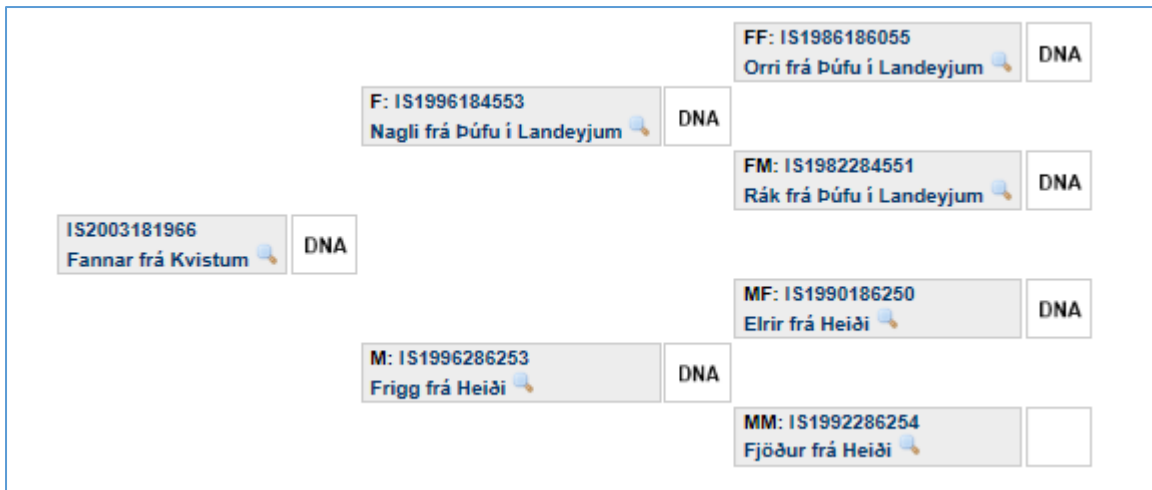 FF: IS1986186055
Orri frá Þúfu í Landeyjum
DNA
F: IS1996184553
Nagli frá Þúfu í Landeyjum
DNA
FM: IS1982284551
Rák frá Þúfu í Landeyjum
DNA
IS2003181966
Fannar frá Kvistum
DNA
MF: IS1990186250
Elrir frá Heiði
DNA
M: IS1996286253
Frigg frá Heiði
DNA
MM: IS1992286254
Fjöður frá Heiði